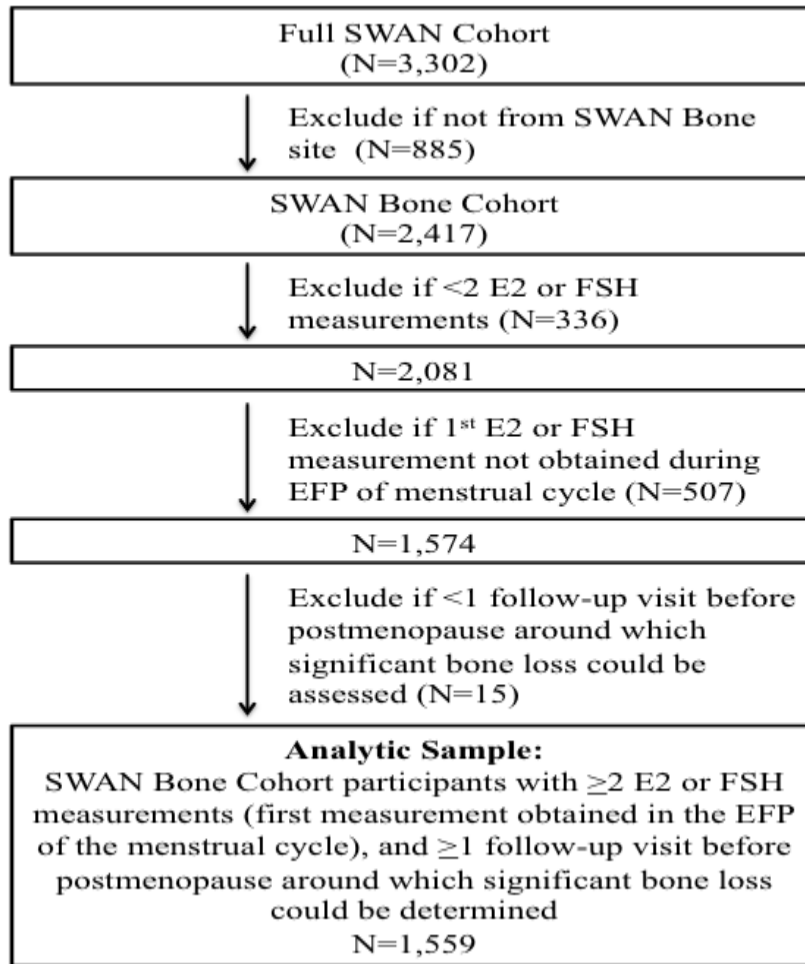 Full SWAN Cohort
(N=3,302)
Exclude if not from SWAN Bone
site (N=885)
SWAN Bone Cohort
(N=2,417)
Exclude if <2 E2 or FSH
measurements (N=336)
N=2,081
Exclude if 1st E2 or FSH
measurement not obtained during
EFP of menstrual cycle (N=507)
N=1,574
Exclude if <1 follow-up visit before
postmenopause around which
significant bone loss could be
assessed (N=15)
Analytic Sample:
SWAN Bone Cohort participants with ≥2 E2 or FSH
measurements (first measurement obtained in the EFP
of the menstrual cycle), and ≥1 follow-up visit before
postmenopause around which significant bone loss
could be determined
N=1,559